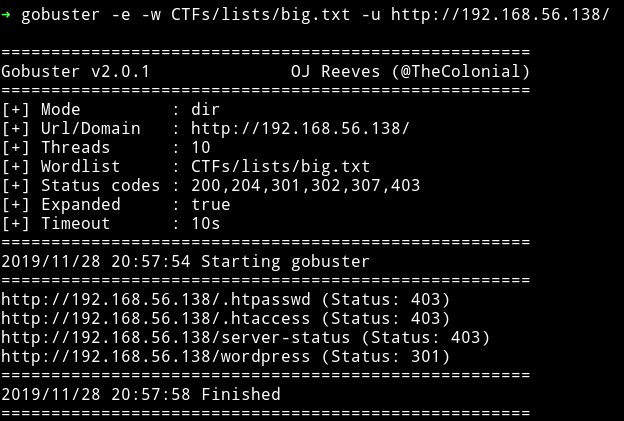 ➜ gobuster -e -w CTFs/lists/big.txt -u http://192.168.56.138/
=====================================================
Gobuster v2.0.1              OJ Reeves (@TheColonial)
=====================================================
[+] Mode         : dir
[+] Url/Domain   : http://192.168.56.138/
[+] Threads      : 10
[+] Wordlist     : CTFs/lists/big.txt
[+] Status codes : 200,204,301,302,307,403
[+] Expanded     : true
[+] Timeout      : 10s
=====================================================
2019/11/28 20:57:54 Starting gobuster
=====================================================
http://192.168.56.138/.htpasswd (Status: 403)
http://192.168.56.138/.htaccess (Status: 403)
http://192.168.56.138/server-status (Status: 403)
http://192.168.56.138/wordpress (Status: 301)
=====================================================
2019/11/28 20:57:58 Finished
=====================================================